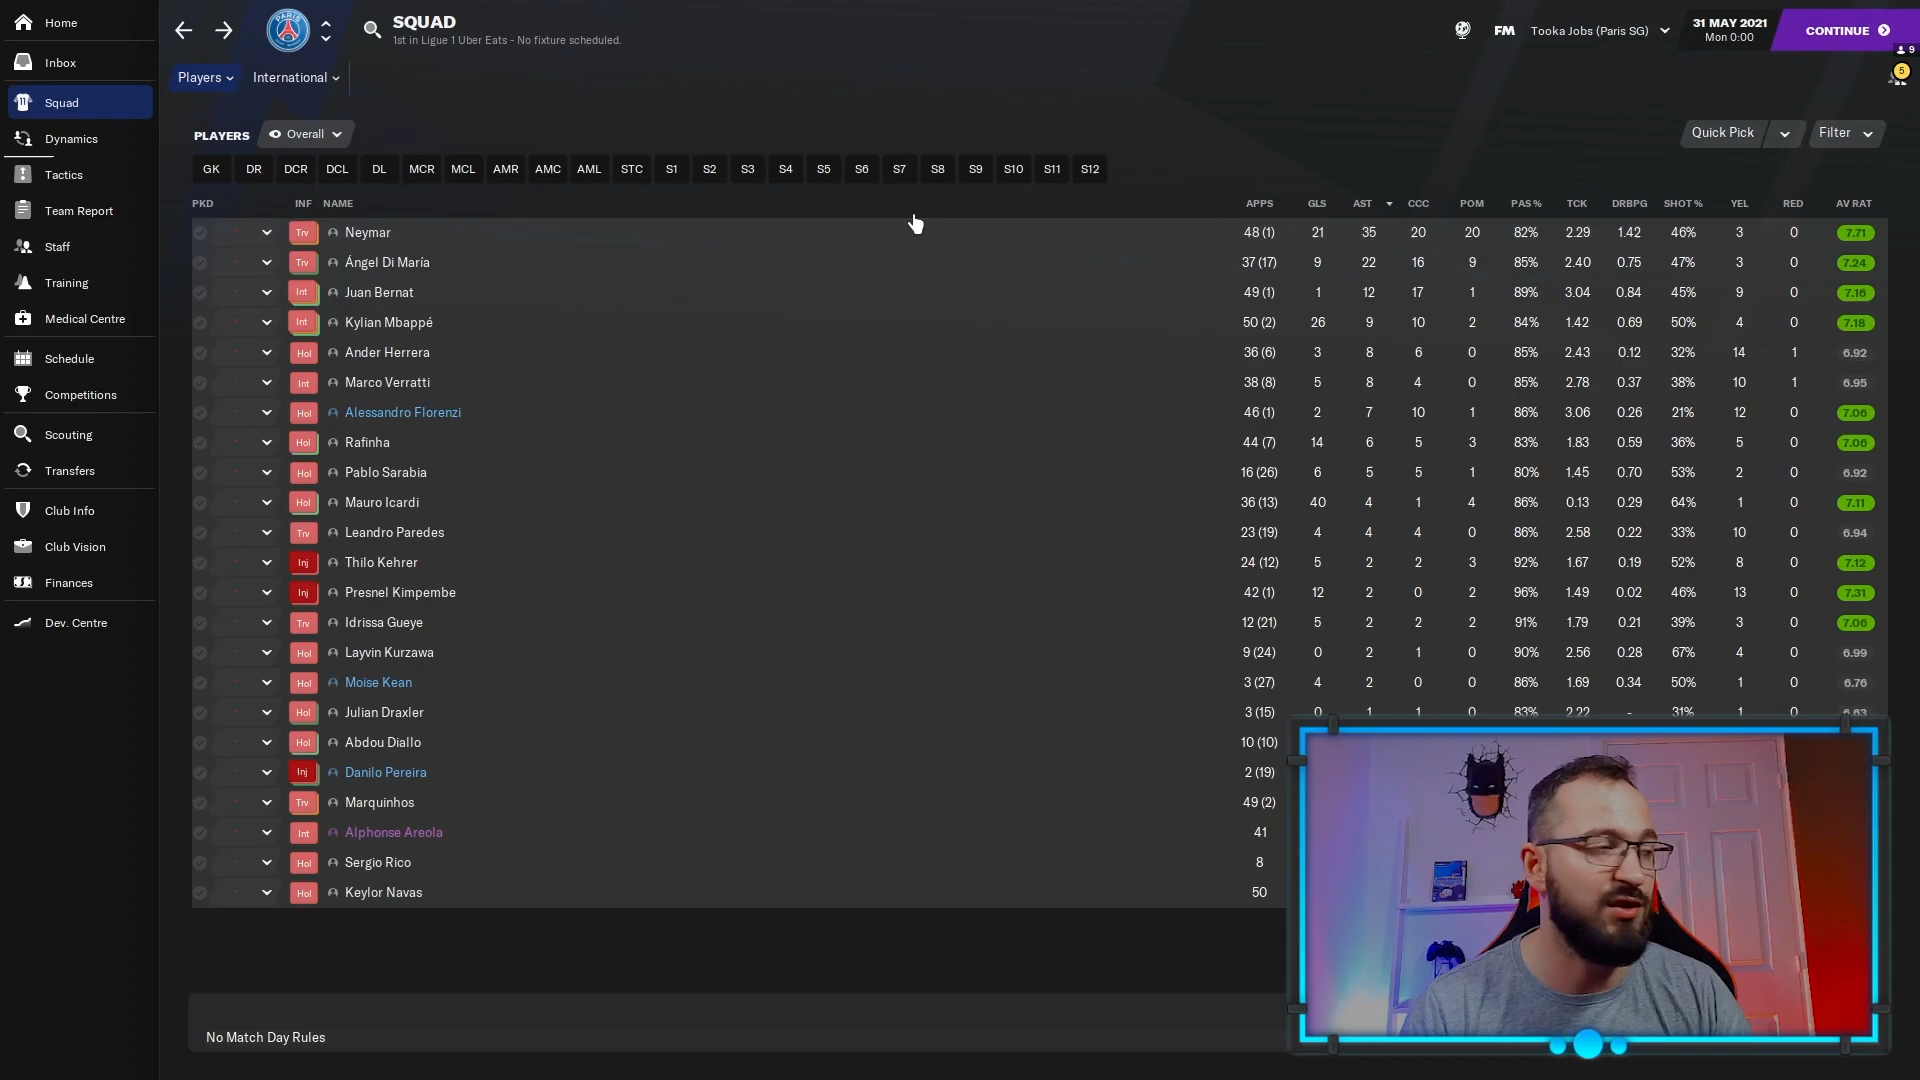 Home
Inbox
Squad
Dynamics
Tactics
Team Report
Staff
Training
Medical Centre
Schedule
Competitions
Scouting
Transfers
Club Info
Club Vision
Finances
Dev. Centre
PARIS
SQUAD
1st in Ligue 1 Uber Eats - No fixture scheduled.
FM Tooka Jobs (Paris SG)
31 MAY 2021
Mon 0:00
CONTINUE
9
5
Players International
PLAYERS Overall Quick Pick Filter
GK DR DCR DCL DL MCR MCL AMR AMC AML STC S1 S2 S3 S4 S5 S6 S7 S8 S9 S10 S11 S12
PKD INF NAME APPS GLS AST CCC POM PAS % TCK DRBPG SHOT % YEL RED AV RAT
Trv Neymar 48 (1) 21 35 20 20 82% 2.29 1.42 46% 3 0 7.71
Trv Ángel Di María 37 (17) 9 22 16 9 85% 2.40 0.75 47% 3 0 7.24
Int Juan Bernat 49 (1) 1 12 17 1 89% 3.04 0.84 45% 9 0 7.16
Int Kylian Mbappé 50 (2) 26 9 10 2 84% 1.42 0.69 50% 4 0 7.18
Hol Ander Herrera 36 (6) 3 8 6 0 85% 2.43 0.12 32% 14 1 6.92
Int Marco Verratti 38 (8) 5 8 4 0 85% 2.78 0.37 38% 10 1 6.95
Hol Alessandro Florenzi 46 (1) 2 7 10 1 86% 3.06 0.26 21% 12 0 7.06
Hol Rafinha 44 (7) 14 6 5 3 83% 1.83 0.59 36% 5 0 7.06
Hol Pablo Sarabia 16 (26) 6 5 5 1 80% 1.45 0.70 53% 2 0 6.92
Hol Mauro Icardi 36 (13) 40 4 1 4 86% 0.13 0.29 64% 1 0 7.11
Trv Leandro Paredes 23 (19) 4 4 4 0 86% 2.58 0.22 33% 10 0 6.94
Inj Thilo Kehrer 24 (12) 5 2 2 3 92% 1.67 0.19 52% 8 0 7.12
Inj Presnel Kimpembe 42 (1) 12 2 0 2 96% 1.49 0.02 46% 13 0 7.31
Trv Idrissa Gueye 12 (21) 5 2 2 2 91% 1.79 0.21 39% 3 0 7.06
Hol Layvin Kurzawa 9 (24) 0 2 1 0 90% 2.56 0.28 67% 4 0 6.99
Hol Moise Kean 3 (27) 4 2 0 0 86% 1.69 0.34 50% 1 0 6.76
Hol Julian Draxler 3 (15) 0 1 1 0 83% 2.22 - 31% 1 0 6.63
Hol Abdou Diallo 10 (10)
Inj Danilo Pereira 2 (19)
Trv Marquinhos 49 (2)
Int Alphonse Areola 41
Hol Sergio Rico 8
Hol Keylor Navas 50
No Match Day Rules